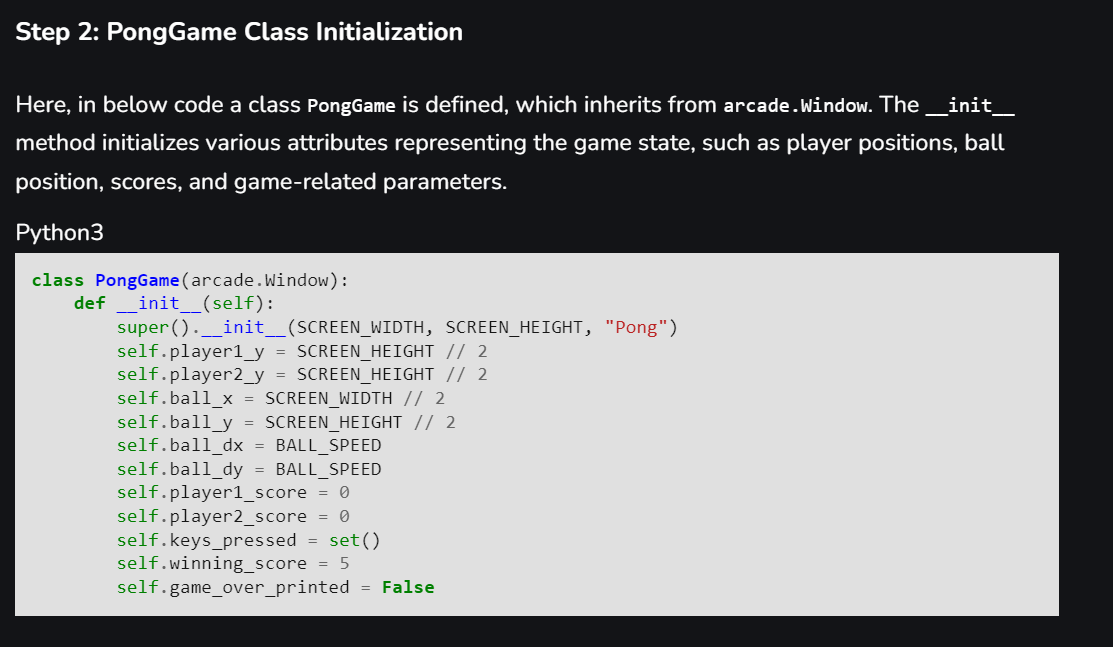 Step 2: PongGame Class Initialization
Here, in below code a class PongGame is defined, which inherits from arcade.Window. The __init__
method initializes various attributes representing the game state, such as player positions, ball
position, scores, and game-related parameters.
Python3
class PongGame(arcade.Window):
    def __init__(self):
        super().__init__(SCREEN_WIDTH, SCREEN_HEIGHT, "Pong")
        self.player1_y = SCREEN_HEIGHT // 2
        self.player2_y = SCREEN_HEIGHT // 2
        self.ball_x = SCREEN_WIDTH // 2
        self.ball_y = SCREEN_HEIGHT // 2
        self.ball_dx = BALL_SPEED
        self.ball_dy = BALL_SPEED
        self.player1_score = 0
        self.player2_score = 0
        self.keys_pressed = set()
        self.winning_score = 5
        self.game_over_printed = False